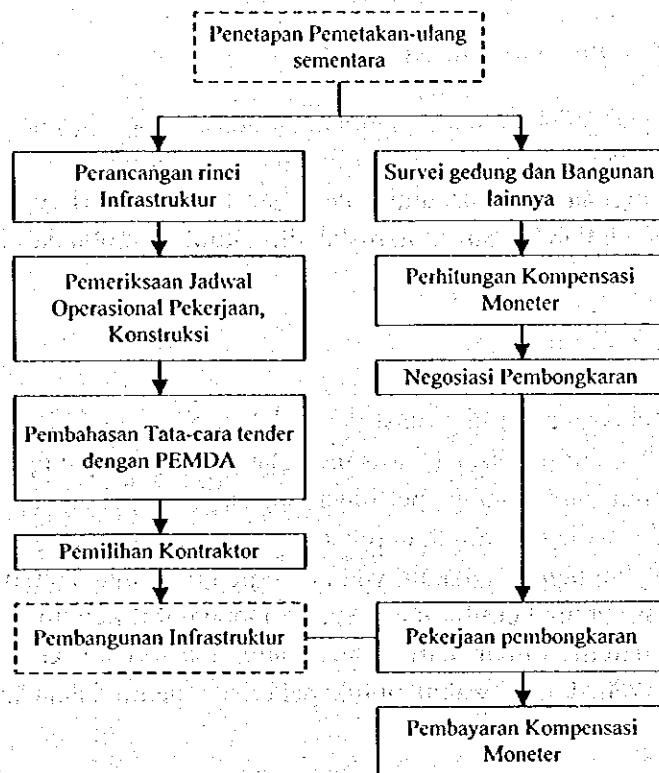 Penetapan Pemetakan-ulang
sementara
Perancangan rinci
Infrastruktur
Survei gedung dan Bangunan
lainnya
Pemeriksaan Jadwal
Operasional Pekerjaan,
Konstruksi
Perhitungan Kompensasi
Moneter
Negosiasi Pembongkaran
Pembahasan Tata-cara tender
dengan PEMDA
Pemilihan Kontraktor
Pembangunan Infrastruktur
Pekerjaan pembongkaran
Pembayaran Kompensasi
Moneter